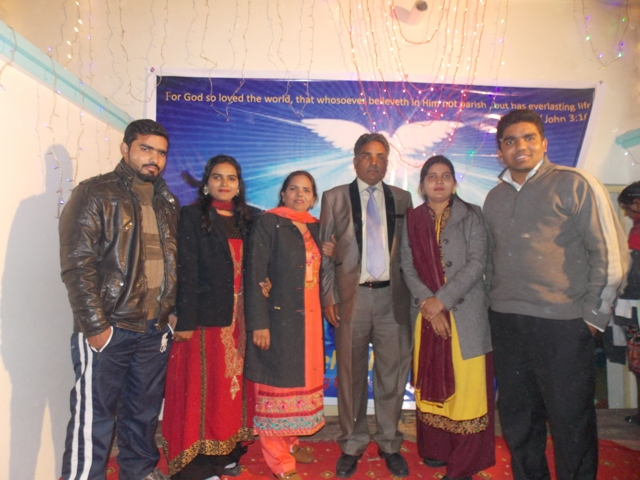 For God so loved the world, that whosoever believeth in Him not parish , but has everlasting life
John 3:1